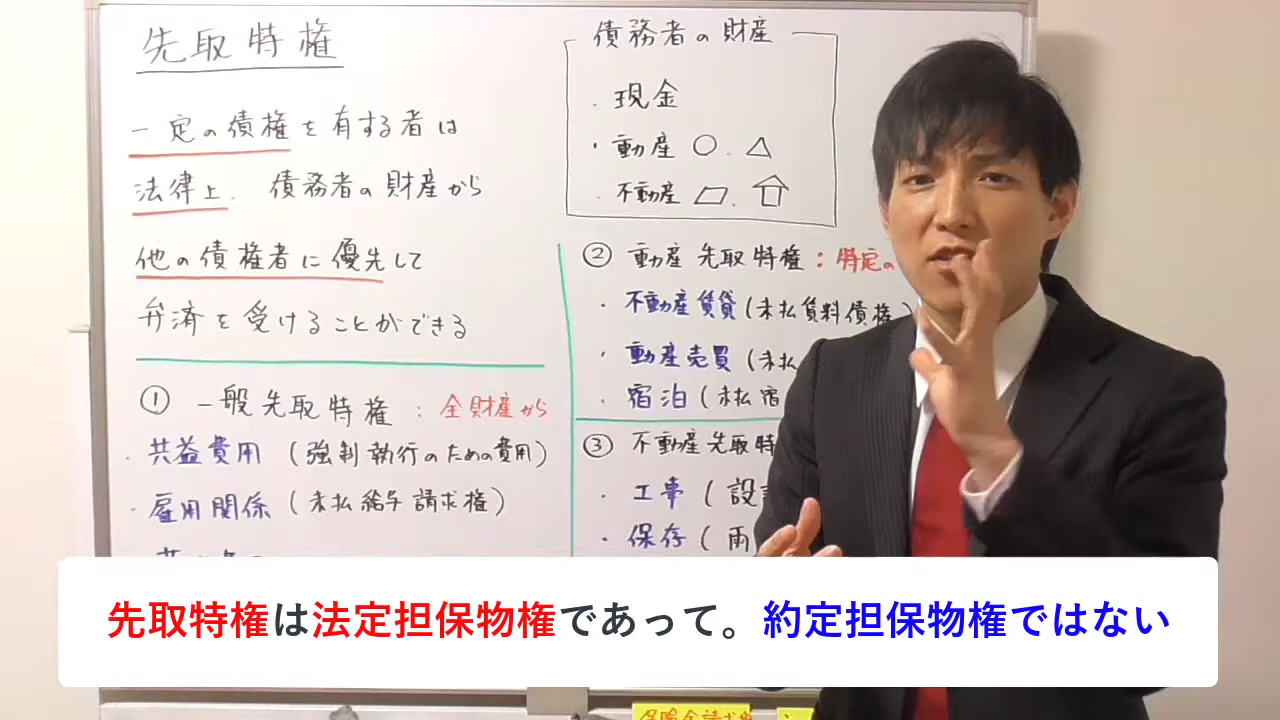 先取特権
一定の債権を有する者は
法律上、債務者の財産から
他の債権者に優先して
弁済を受けることができる
① 一般先取特権：全財産から
・共益費用（強制執行のための費用）
・雇用関係（未払給与請求権）
債務者の財産
・現金
・動産
・不動産
② 動産先取特権：特定の
・不動産賃貸（未払賃料債権）
・動産売買（未払
・宿泊（未払宿
③ 不動産先取特
・工事（設
・保存（雨
先取特権は法定担保物権であって。約定担保物権ではない